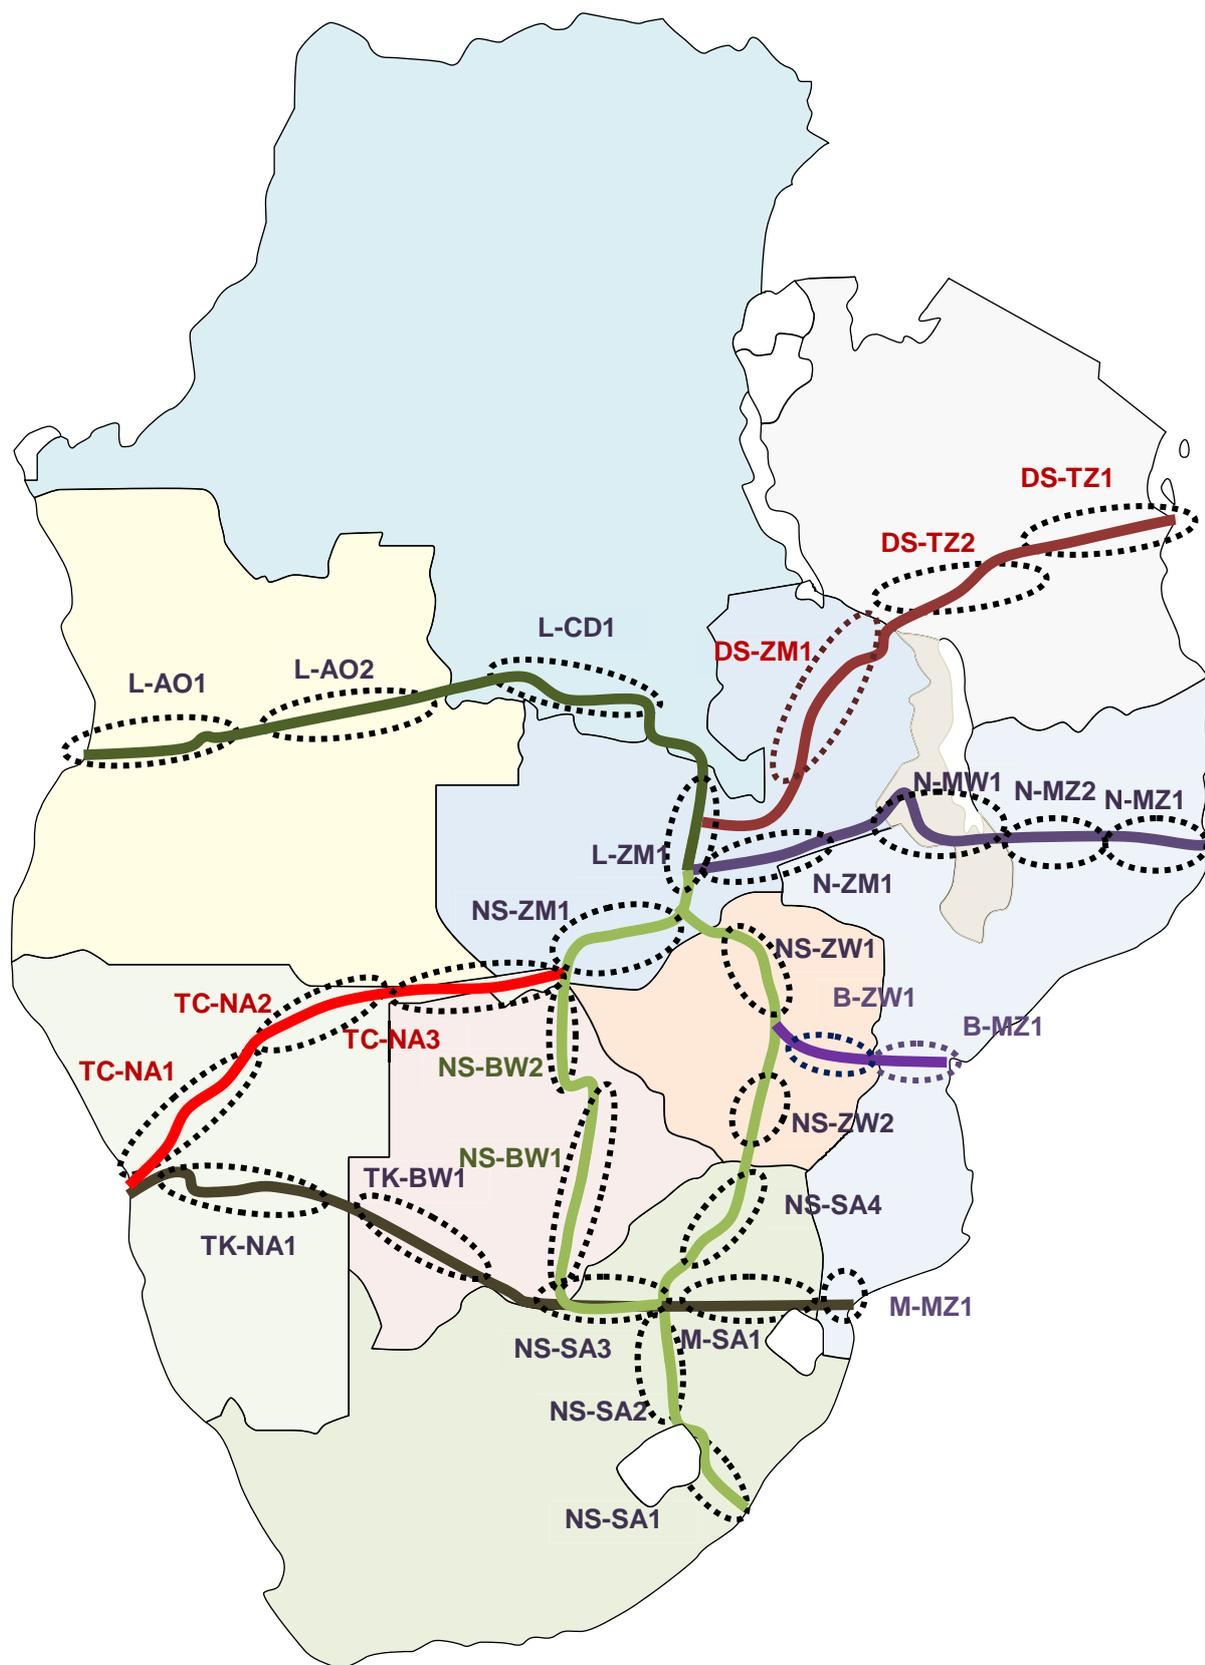 DS-TZ1
DS-TZ2
L-CD1
DS-ZM1
L-AO2
L-AO1
N-MW1
N-MZ2
N-MZ1
L-ZM1
N-ZM1
NS-ZM1
NS-ZW1
B-ZW1
TC-NA2
B-MZ1
TC-NA3
NS-BW2
TC-NA1
NS-ZW2
NS-BW1
TK-BW1
NS-SA4
TK-NA1
M-MZ1
M-SA1
NS-SA3
NS-SA2
NS-SA1